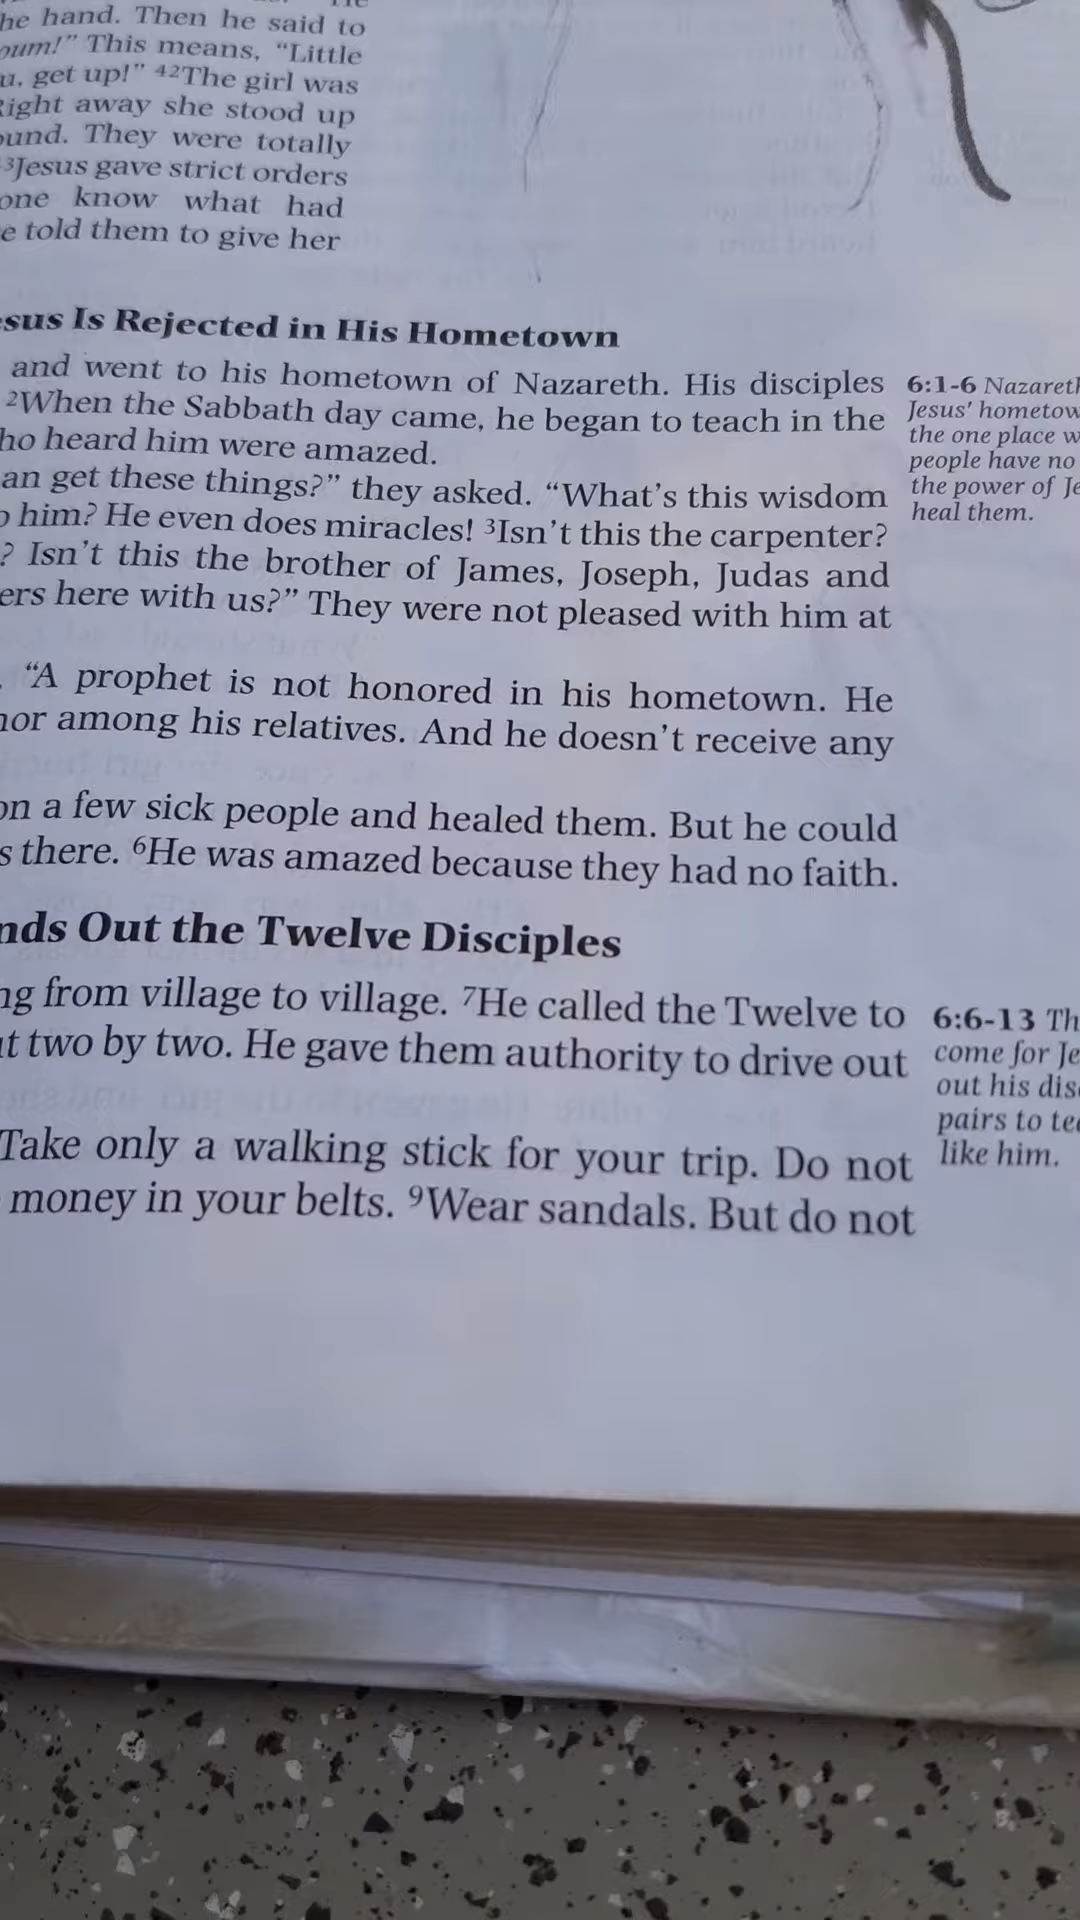 he hand. Then he said to
oum!” This means, “Little
u, get up!” 42The girl was
Right away she stood up
ound. They were totally
3Jesus gave strict orders
one know what had
e told them to give her
esus Is Rejected in His Hometown
and went to his hometown of Nazareth. His disciples
2When the Sabbath day came, he began to teach in the
ho heard him were amazed.
an get these things?” they asked. “What’s this wisdom
o him? He even does miracles! 3Isn’t this the carpenter?
? Isn’t this the brother of James, Joseph, Judas and
ers here with us?” They were not pleased with him at
. “A prophet is not honored in his hometown. He
nor among his relatives. And he doesn’t receive any
on a few sick people and healed them. But he could
s there. 6He was amazed because they had no faith.
6:1-6 Nazareth
Jesus’ hometow
the one place w
people have no
the power of Je
heal them.
nds Out the Twelve Disciples
ng from village to village. 7He called the Twelve to
ut two by two. He gave them authority to drive out
Take only a walking stick for your trip. Do not
money in your belts. 9Wear sandals. But do not
6:6-13 Th
come for Je
out his dis
pairs to tea
like him.